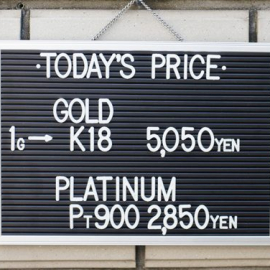 ·TODAY'S PRICE·
GOLD
1G→ K18 5,050YEN
PLATINUM
PT900 2,850YEN